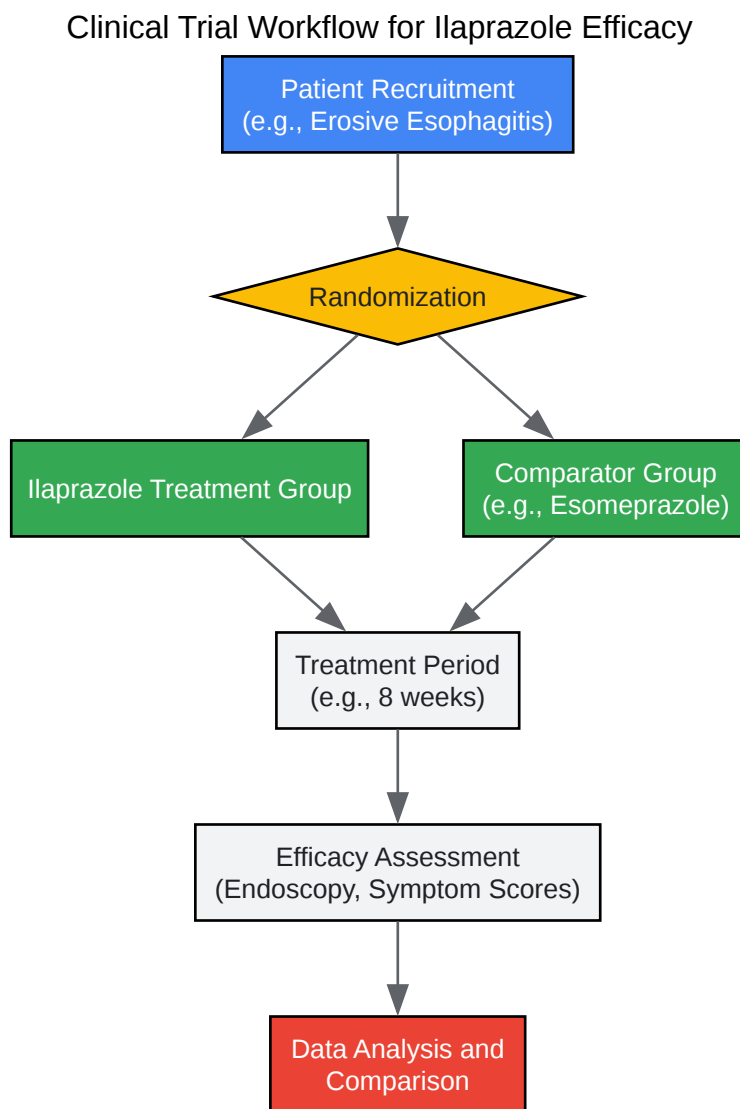 Clinical Trial Workflow for Ilaprazole Efficacy
Patient Recruitment
(e.g., Erosive Esophagitis)
Randomization
Ilaprazole Treatment Group
Comparator Group
(e.g., Esomeprazole)
Treatment Period
(e.g., 8 weeks)
Efficacy Assessment
(Endoscopy, Symptom Scores)
Data Analysis and
Comparison